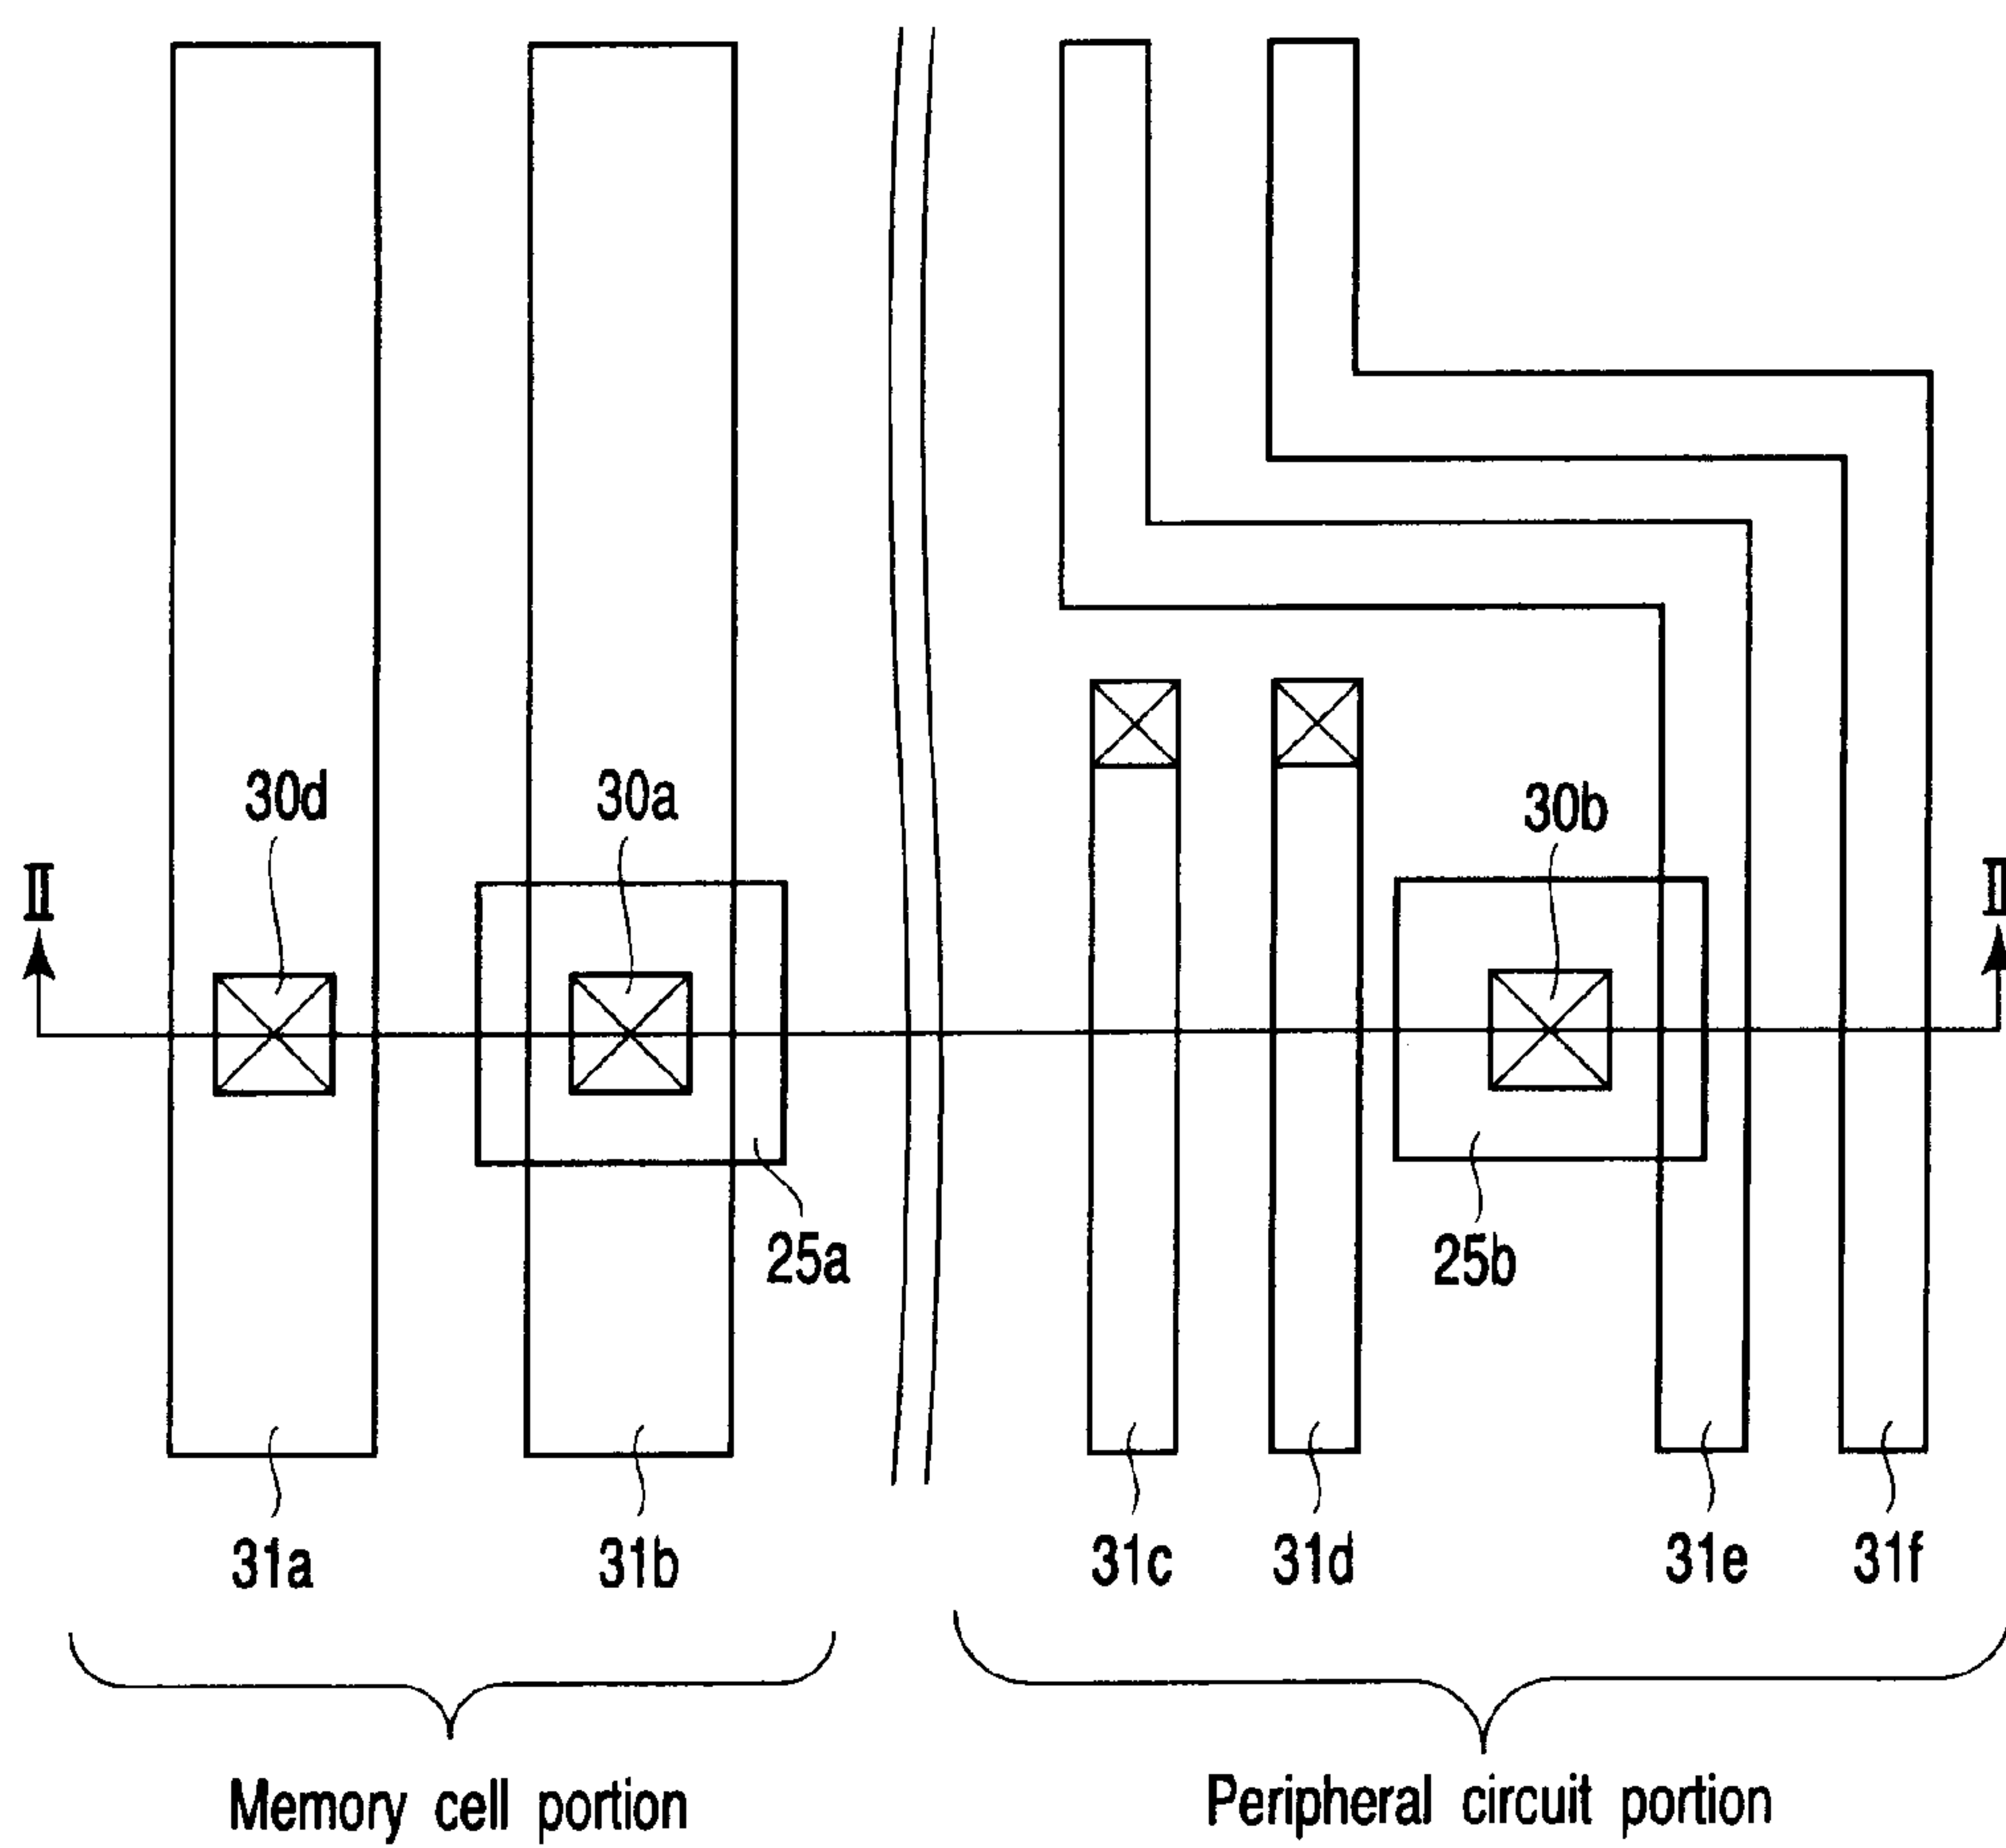 30d
30a
30b
II
II
25a
25b
31a
31b
31c
31d
31e
31f
Memory cell portion
Peripheral circuit portion